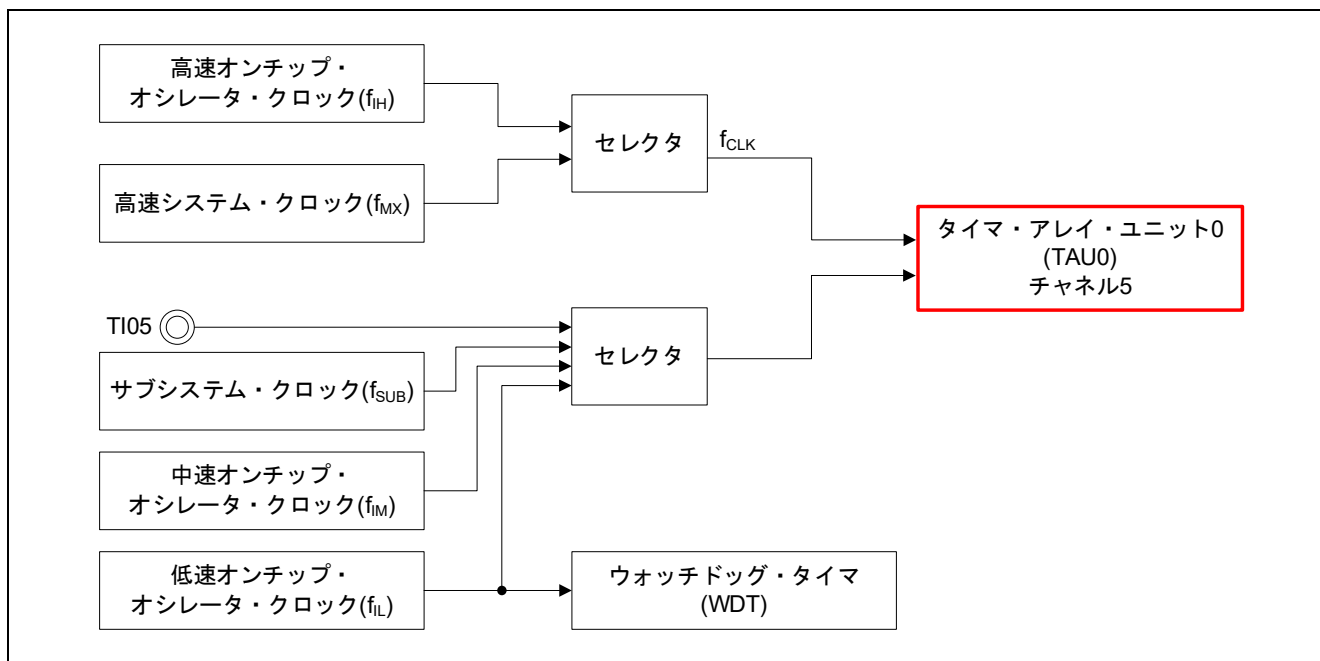 高速オンチップ・
オシレータ・クロック(fIH)
セレクタ
fCLK
高速システム・クロック(fMX)
タイマ・アレイ・ユニット0
(TAU0)
チャネル5
TI05
セレクタ
サブシステム・クロック(fSUB)
中速オンチップ・
オシレータ・クロック(fIM)
低速オンチップ・
オシレータ・クロック(fIL)
ウォッチドッグ・タイマ
(WDT)